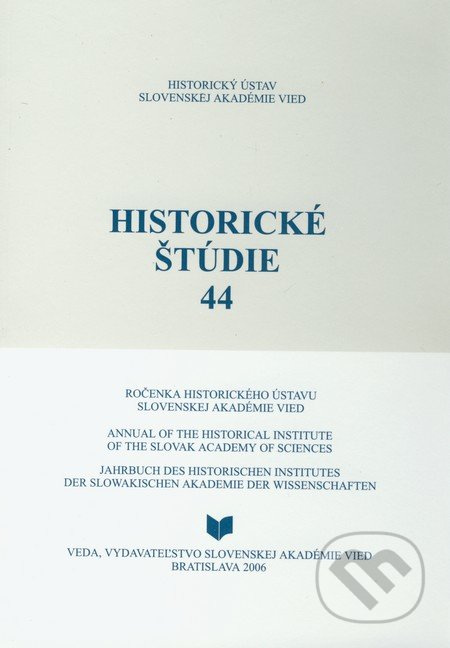 HISTORICKÝ ÚSTAV
SLOVENSKEJ AKADÉMIE VIED
HISTORICKÉ
ŠTÚDIE
44
ROČENKA HISTORICKÉHO ÚSTAVU
SLOVENSKEJ AKADÉMIE VIED
ANNUAL OF THE HISTORICAL INSTITUTE
OF THE SLOVAK ACADEMY OF SCIENCES
JAHRBUCH DES HISTORISCHEN INSTITUTES
DER SLOWAKISCHEN AKADEMIE DER WISSENSCHAFTEN
VEDA, VYDAVATEĽSTVO SLOVENSKEJ AKADÉMIE VIED
BRATISLAVA 2006
m